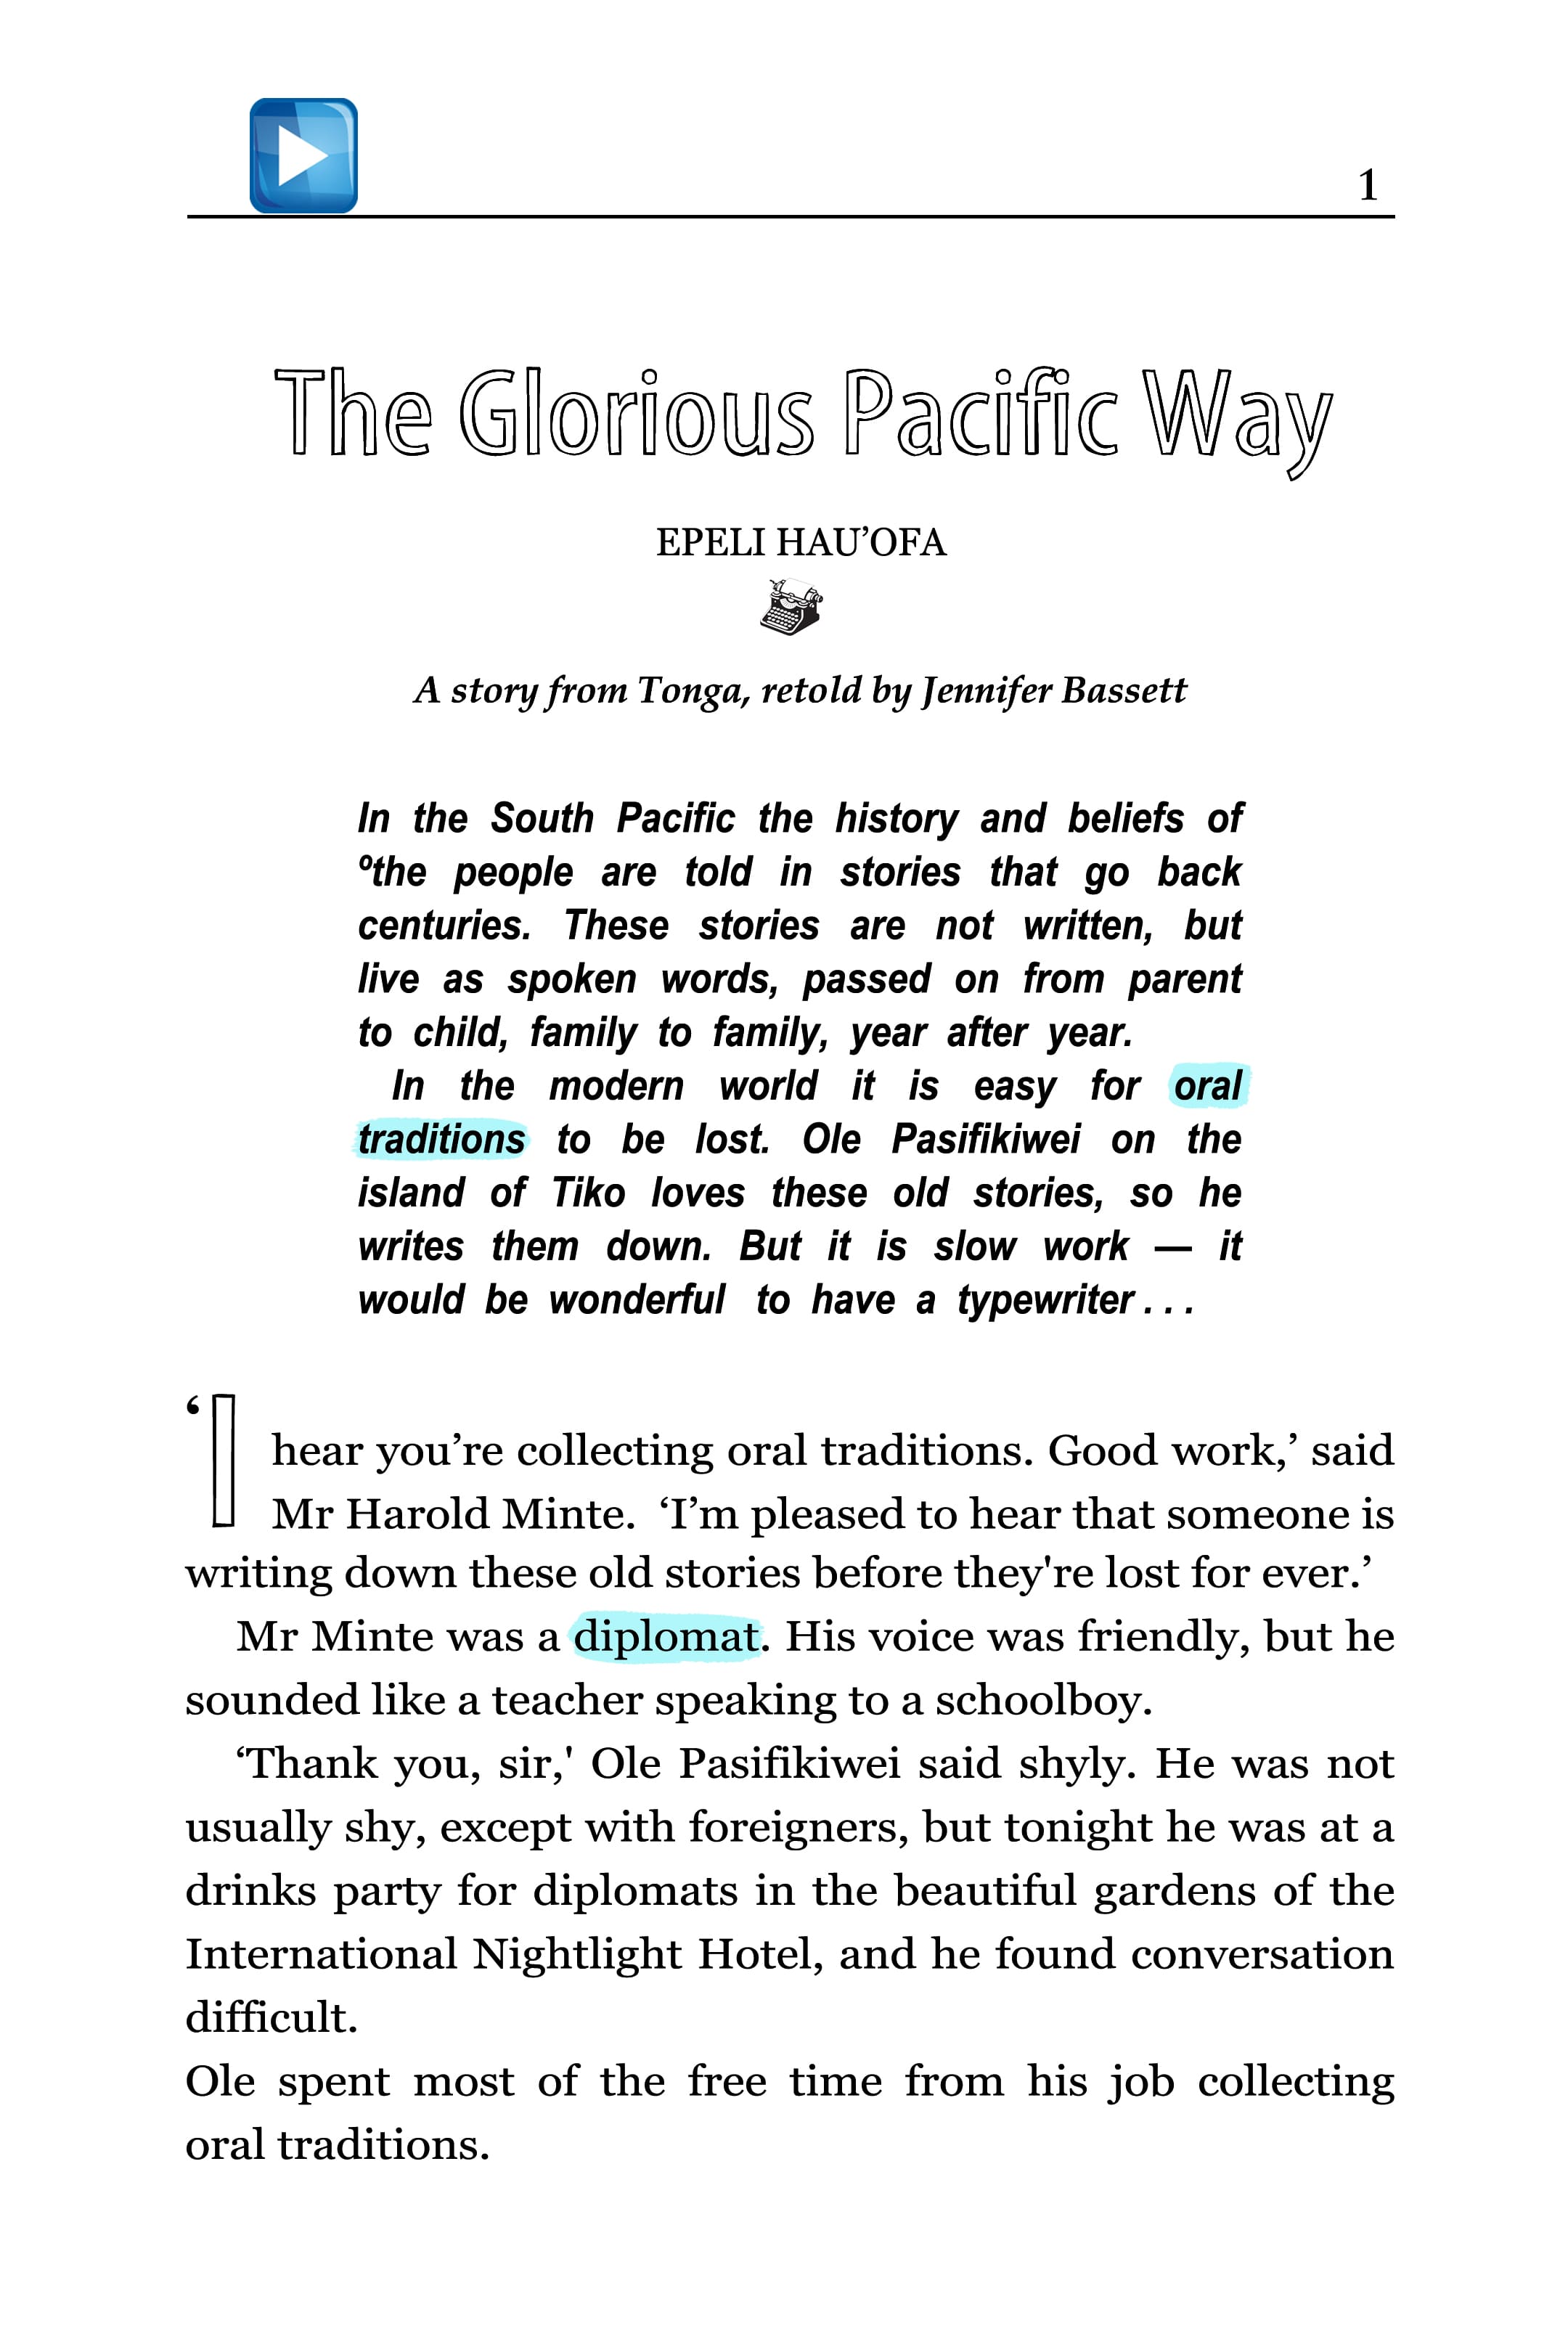 1
The Glorious Pacific Way
EPELI HAU’OFA
A story from Tonga, retold by Jennifer Bassett
In the South Pacific the history and beliefs of
ºthe people are told in stories that go back
centuries. These stories are not written, but
live as spoken words, passed on from parent
to child, family to family, year after year.
In the modern world it is easy for oral
traditions to be lost. Ole Pasifikiwei on the
island of Tiko loves these old stories, so he
writes them down. But it is slow work — it
would be wonderful to have a typewriter . . .
‘I hear you’re collecting oral traditions. Good work,’ said
Mr Harold Minte. ‘I’m pleased to hear that someone is
writing down these old stories before they're lost for ever.’
Mr Minte was a diplomat. His voice was friendly, but he
sounded like a teacher speaking to a schoolboy.
‘Thank you, sir,' Ole Pasifikiwei said shyly. He was not
usually shy, except with foreigners, but tonight he was at a
drinks party for diplomats in the beautiful gardens of the
International Nightlight Hotel, and he found conversation
difficult.
Ole spent most of the free time from his job collecting
oral traditions.